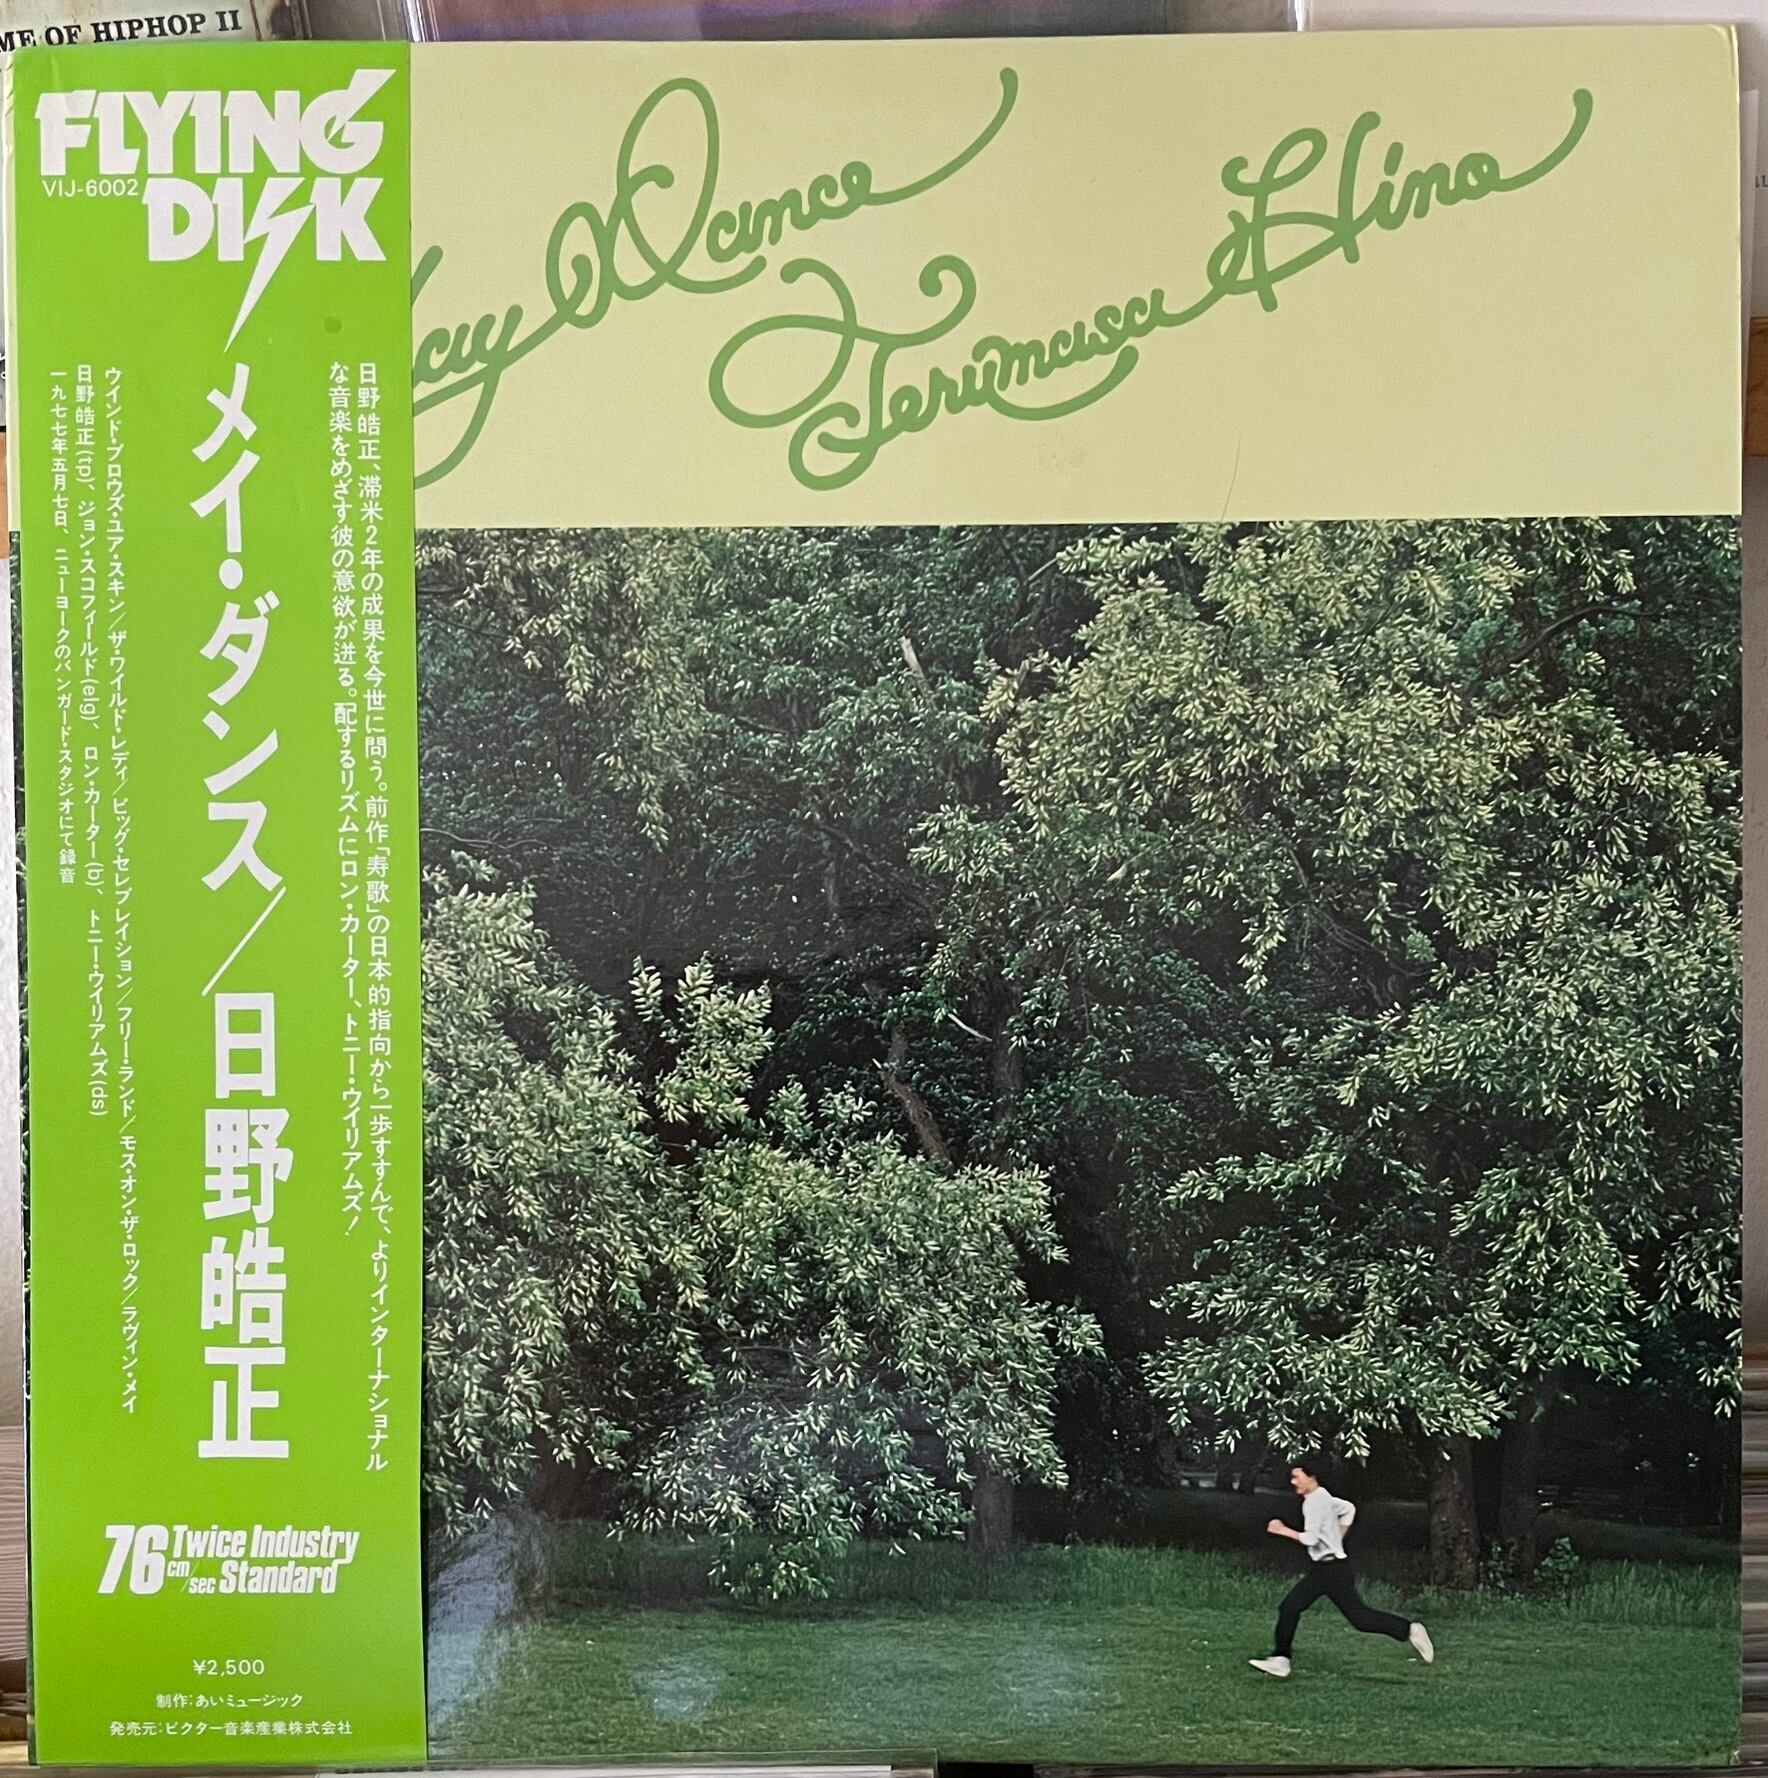 ME OF HIPHOP II
FLYING
VIJ-6002
DISK
メイ・ダンス/日野皓正
日野皓正、滞米2年の成果を今世に問う。前作「寿歌」の日本的指向から一歩すすんで、よりインターナショナル
な音楽をめざす彼の意欲が迸る。配するリズムにロン・カーター、トニー・ウイリアムズ!
ウインド・ブロウズ・ユア・スキン/ザ・ワイルド・レディ/ビッグ・セレブレイション/フリー・ランド/モス・オン・ザ・ロック/ラヴィン・メイ
日野皓正(tp)、ジョン・スコフィールド(elg)、ロン・カーター(b)、トニー・ウイリアムズ(ds)
一九七七年五月七日、ニューヨークのバンガード・スタジオにて録音
76cm/sec Twice Industry
Standard
¥2,500
制作:あいミュージック
発売元:ビクター音楽産業株式会社
ay Dance
Terumasa Hino